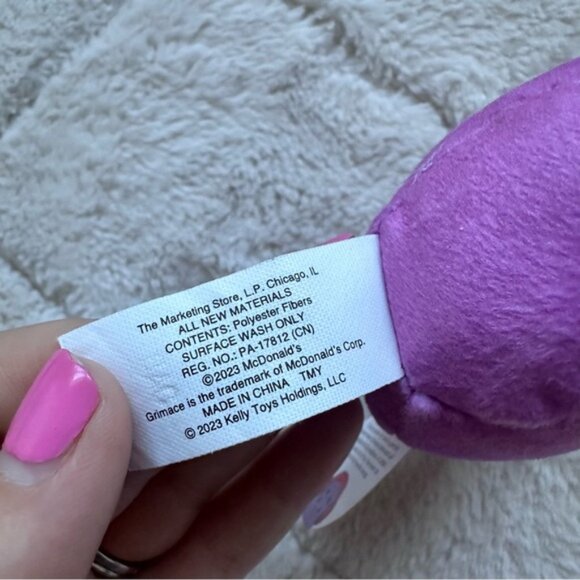 The Marketing Store, L.P. Chicago, IL
ALL NEW MATERIALS
CONTENTS: Polyester Fibers
SURFACE WASH ONLY
REG. NO.: PA-17812 (CN)
©2023 McDonald's
Grimace is the trademark of McDonald's Corp.
MADE IN CHINA TMY
© 2023 Kelly Toys Holdings, LLC